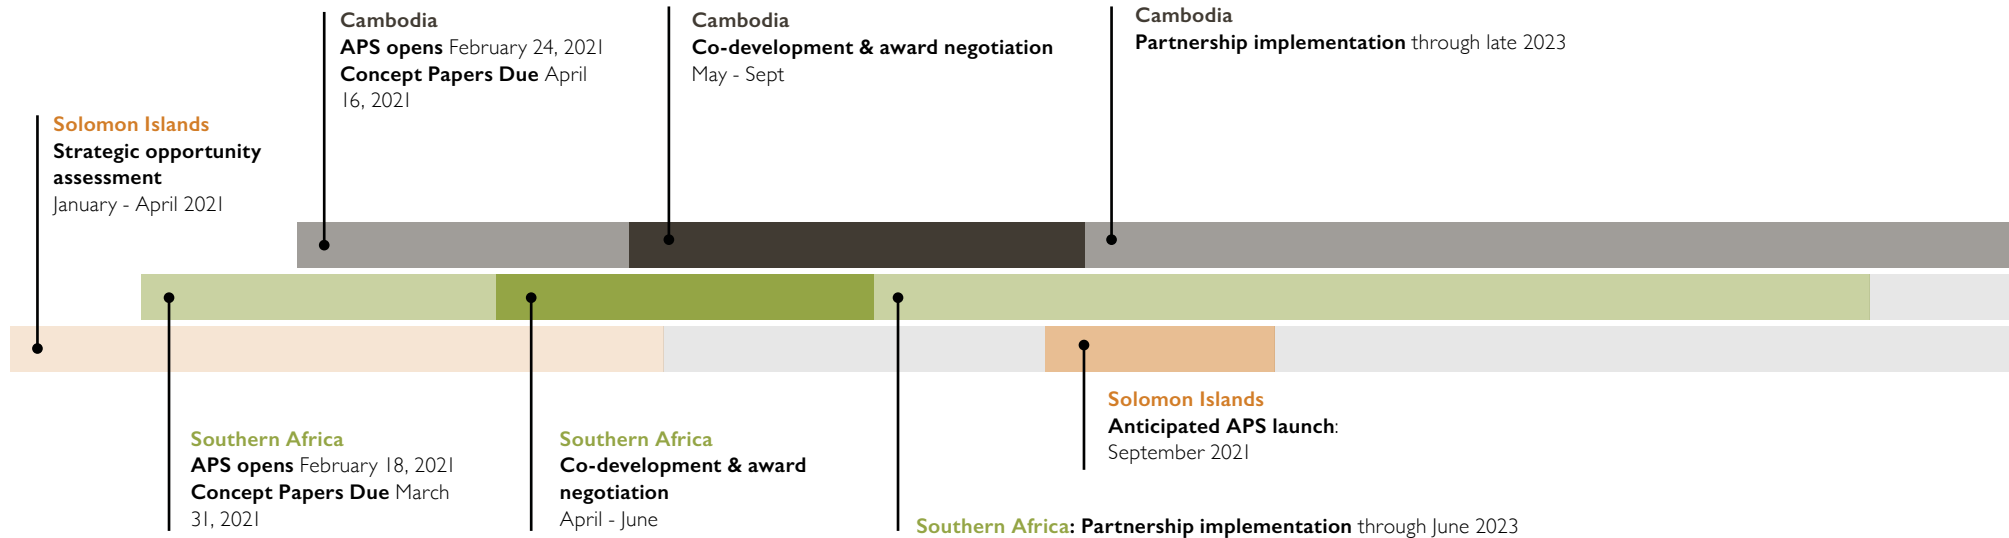 Cambodia
APS opens February 24, 2021
Concept Papers Due April
16, 2021
Cambodia
Co-development & award negotiation
May - Sept
Cambodia
Partnership implementation through late 2023
Solomon Islands
Strategic opportunity
assessment
January - April 2021
Southern Africa
APS opens February 18, 2021
Concept Papers Due March
31, 2021
Southern Africa
Co-development & award
negotiation
April - June
Solomon Islands
Anticipated APS launch:
September 2021
Southern Africa: Partnership implementation through June 2023